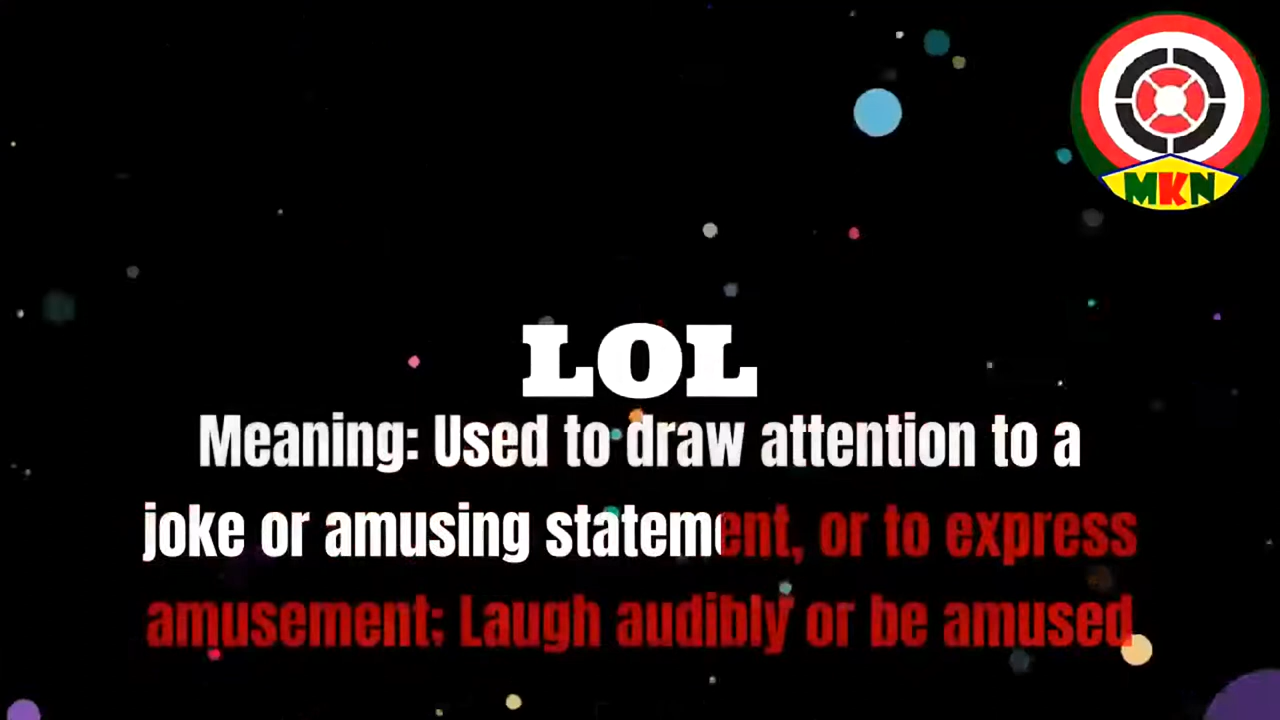 MKN
LOL
Meaning: Used to draw attention to a
joke or amusing statement, or to express
amusement: Laugh audibly or be amused